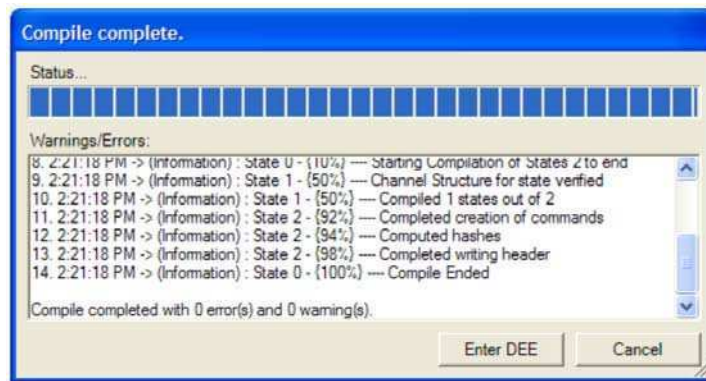 Compile complete.
Status...
Warnings/Errors:
8. 2:21:18 PM -> (Information) : State 0 - {10%} ---- Starting Compilation of States 2 to end
9. 2:21:18 PM -> (Information) : State 1 - {50%} ---- Channel Structure for state verified
10. 2:21:18 PM -> (Information) : State 1 - {50%} ---- Compiled 1 states out of 2
11. 2:21:18 PM -> (Information) : State 2 - {92%} ---- Completed creation of commands
12. 2:21:18 PM -> (Information) : State 2 - {94%} ---- Computed hashes
13. 2:21:18 PM -> (Information) : State 2 - {98%} ---- Completed writing header
14. 2:21:18 PM -> (Information) : State 0 - {100%} ---- Compile Ended
Compile completed with 0 error(s) and 0 warning(s).
Enter DEE Cancel